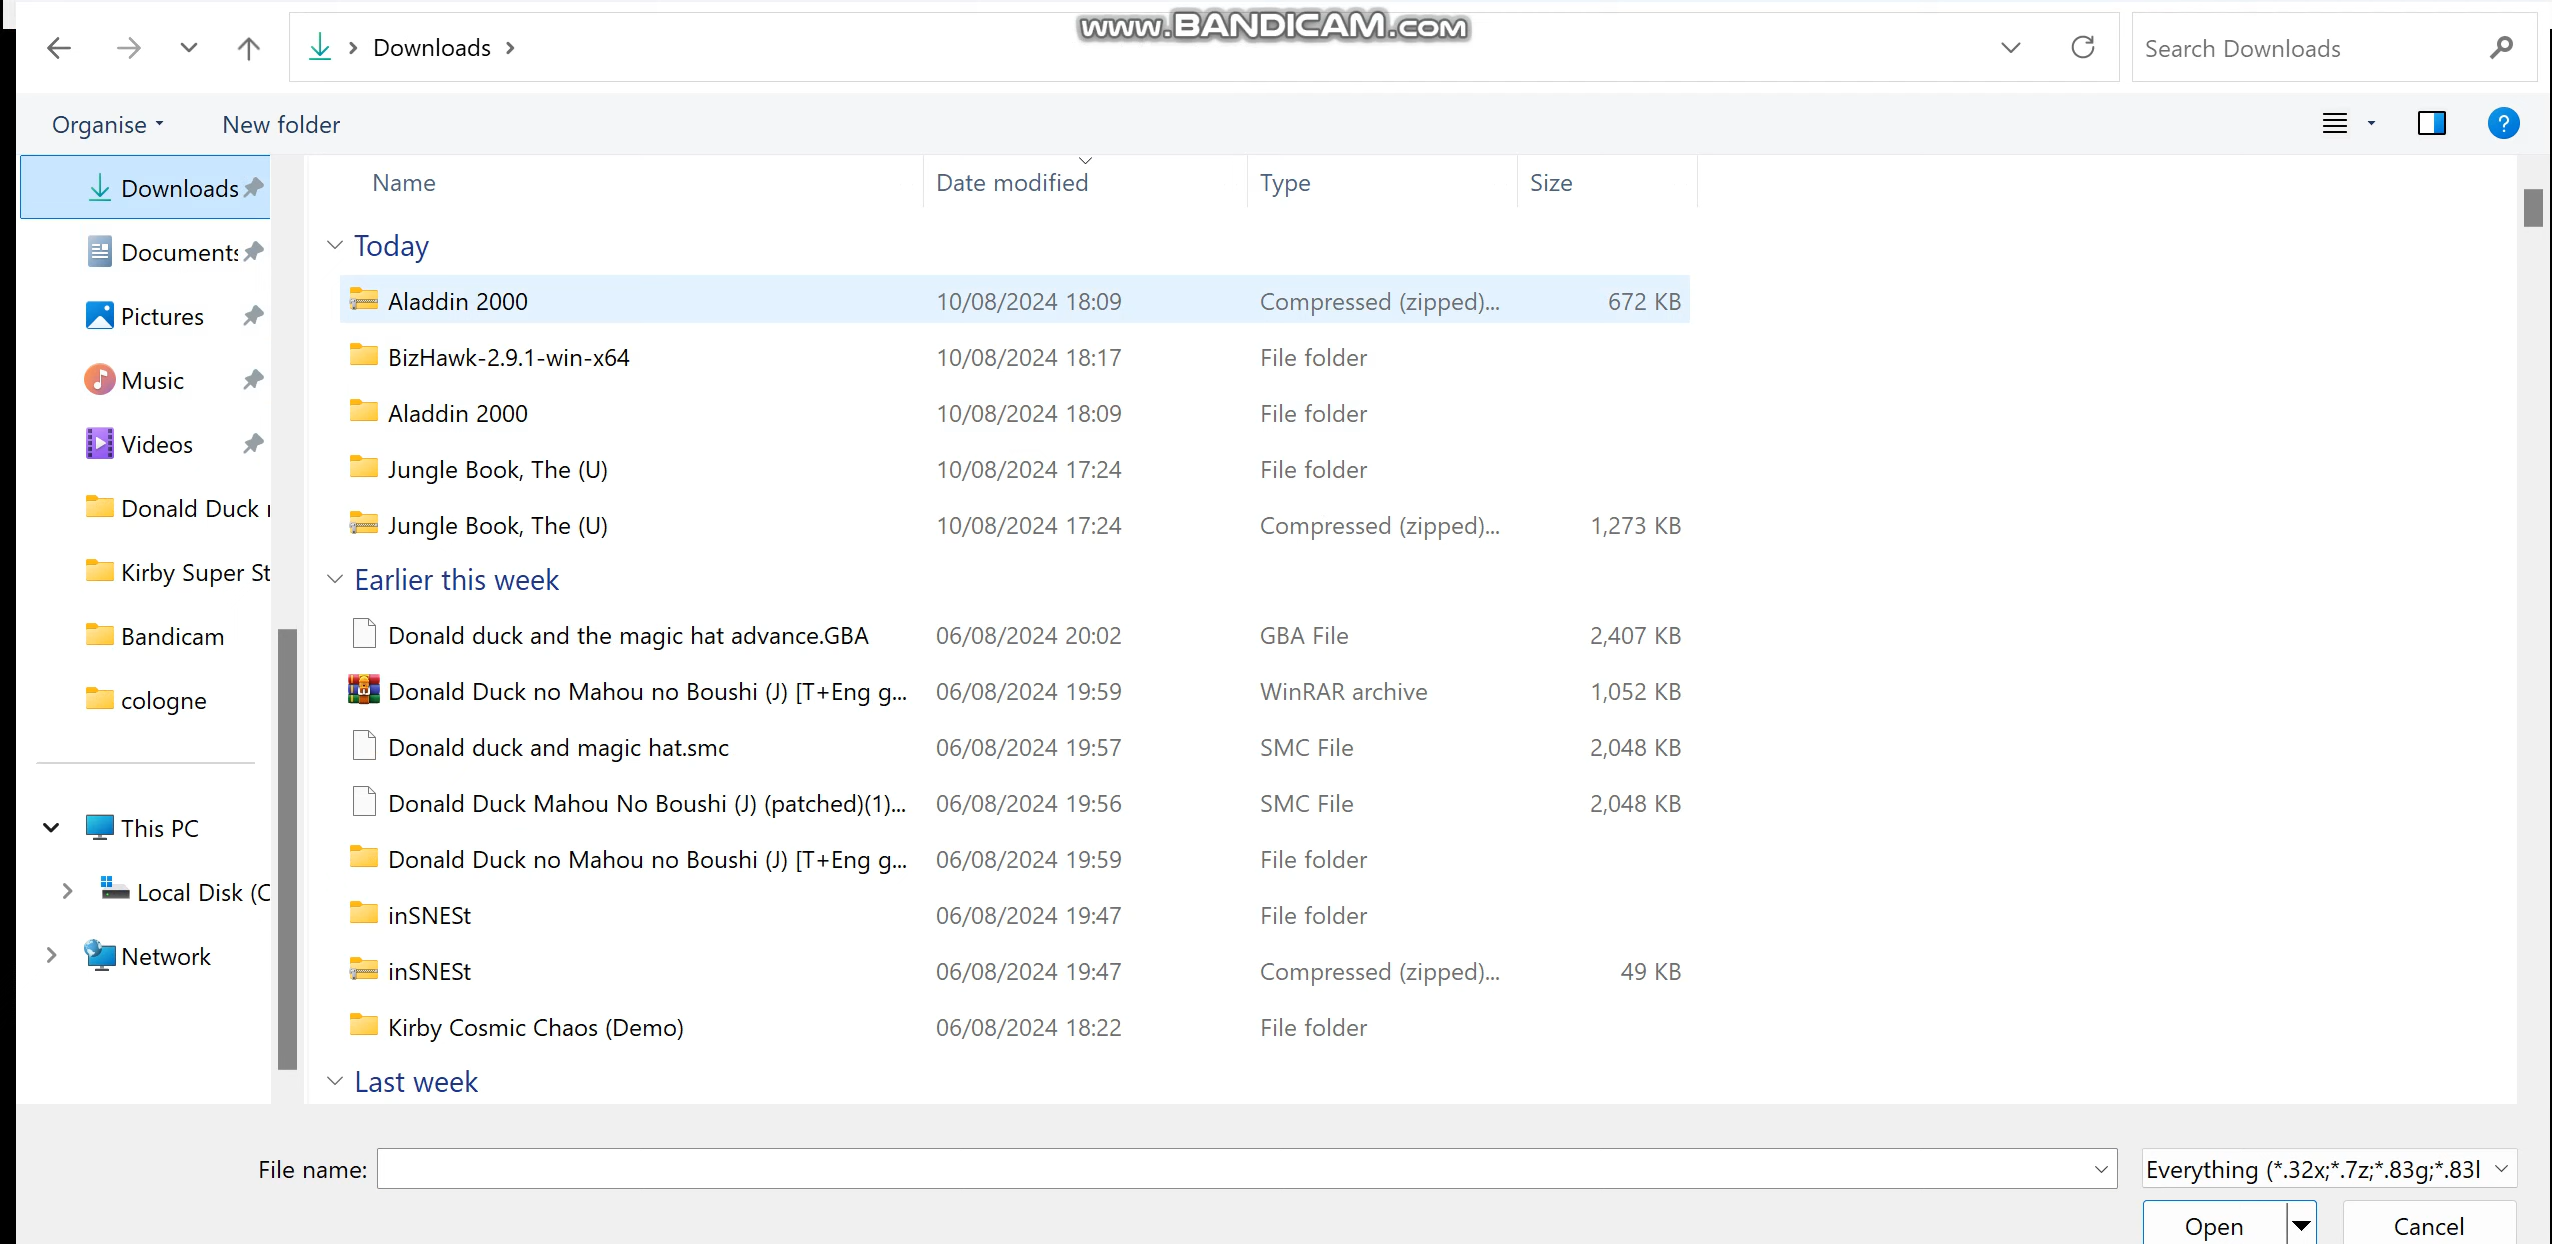 www.BANDICAM.com
Downloads
Search Downloads
Organise
New folder
Downloads
Documents
Pictures
Music
Videos
Donald Duck
Kirby Super St
Bandicam
cologne
This PC
Local Disk (C
Network
Name Date modified Type Size
Today
Aladdin 2000 10/08/2024 18:09 Compressed (zipped)... 672 KB
BizHawk-2.9.1-win-x64 10/08/2024 18:17 File folder
Aladdin 2000 10/08/2024 18:09 File folder
Jungle Book, The (U) 10/08/2024 17:24 File folder
Jungle Book, The (U) 10/08/2024 17:24 Compressed (zipped)... 1,273 KB
Earlier this week
Donald duck and the magic hat advance.GBA 06/08/2024 20:02 GBA File 2,407 KB
Donald Duck no Mahou no Boushi (J) [T+Eng g... 06/08/2024 19:59 WinRAR archive 1,052 KB
Donald duck and magic hat.smc 06/08/2024 19:57 SMC File 2,048 KB
Donald Duck Mahou No Boushi (J) (patched)(1)... 06/08/2024 19:56 SMC File 2,048 KB
Donald Duck no Mahou no Boushi (J) [T+Eng g... 06/08/2024 19:59 File folder
inSNESt 06/08/2024 19:47 File folder
inSNESt 06/08/2024 19:47 Compressed (zipped)... 49 KB
Kirby Cosmic Chaos (Demo) 06/08/2024 18:22 File folder
Last week
File name:
Everything (*.32x;*.7z;*.83g;*.83l
Open
Cancel